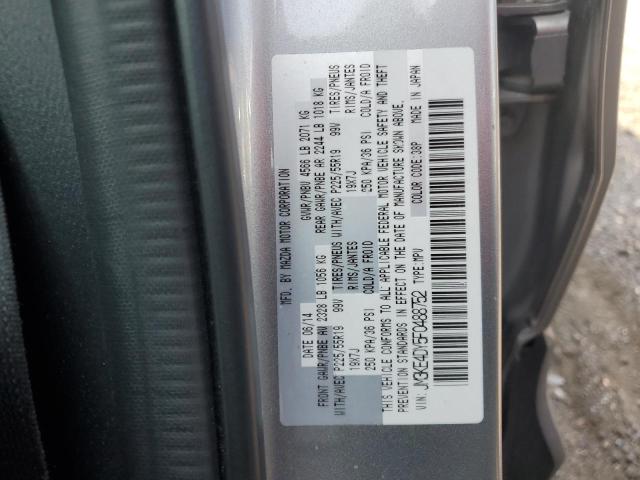 MFD. BY MAZDA MOTOR CORPORATION
DATE 06/14 GVWR/PNBV 4566 LB 2071 KG
FRONT GAWR/PNBE AV 2328 LB 1056 KG REAR GAWR/PNBE AR 2244 LB 1018 KG
WITH/AVEC P225/55R19 99V TIRES/PNEUS WITH/AVEC P225/55R19 99V TIRES/PNEUS
19X7J RIMS/JANTES 19X7J RIMS/JANTES
250 KPA/36 PSI COLD/A FROID 250 KPA/36 PSI COLD/A FROID
THIS VEHICLE CONFORMS TO ALL APPLICABLE FEDERAL MOTOR VEHICLE SAFETY AND THEFT
PREVENTION STANDARDS IN EFFECT ON THE DATE OF MANUFACTURE SHOWN ABOVE.
VIN: JM3KE4DY5F0488752 TYPE:MPV COLOR CODE:38P MADE IN JAPAN